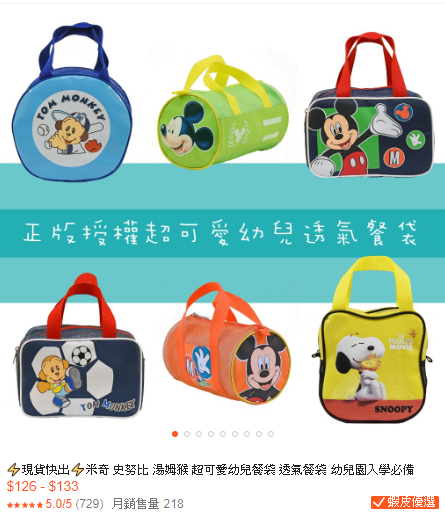 TOM MONKEY
M
正版授權超可愛幼兒透氣餐袋
TOM MONKEY
THE PEANUTS MOVIE
SNOOPY
⚡現貨快出⚡米奇 史努比 湯姆猴 超可愛幼兒餐袋 透氣餐袋 幼兒園入學必備
$126 - $133
5.0/5 (729) 月銷售量 218
蝦皮優選